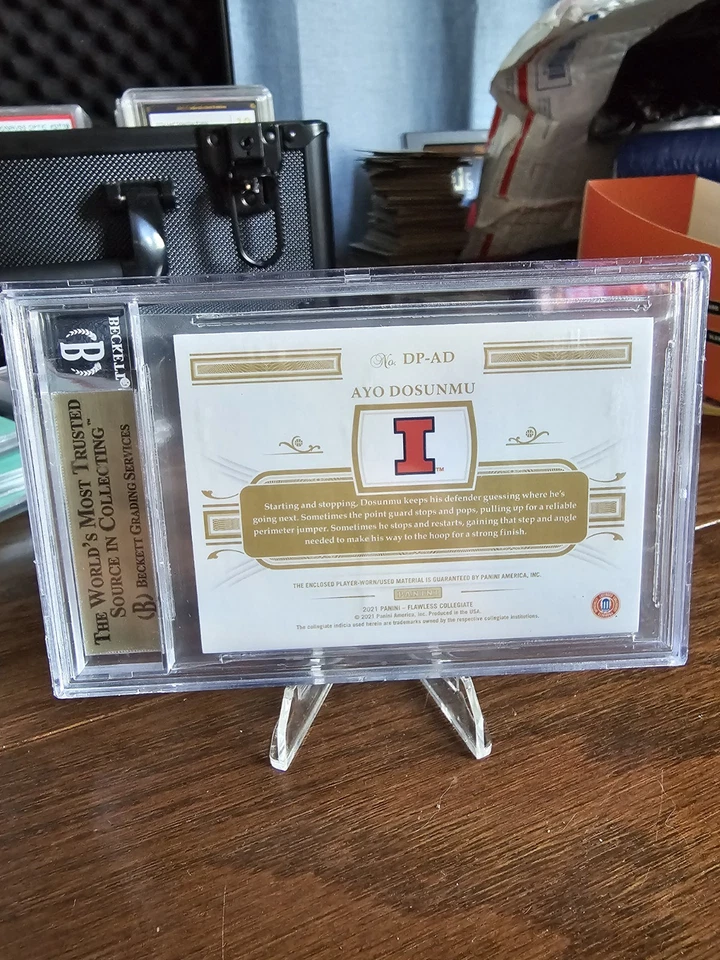 BECKETT®
B
THE WORLD'S MOST TRUSTED
SOURCE IN COLLECTING™
(B) BECKETT GRADING SERVICES
No. DP-AD
AYO DOSUNMU
I
TM
Starting and stopping, Dosunmu keeps his defender guessing where he's
going next. Sometimes the point guard stops and pops, pulling up for a reliable
perimeter jumper. Sometimes he stops and restarts, gaining that step and angle
needed to make his way to the hoop for a strong finish.
THE ENCLOSED PLAYER-WORN/USED MATERIAL IS GUARANTEED BY PANINI AMERICA, INC.
PANINI
2021 PANINI - FLAWLESS COLLEGIATE
© 2021 Panini America, Inc. Produced in the USA.
The collegiate indicia used herein are trademarks owned by the respective collegiate institutions.